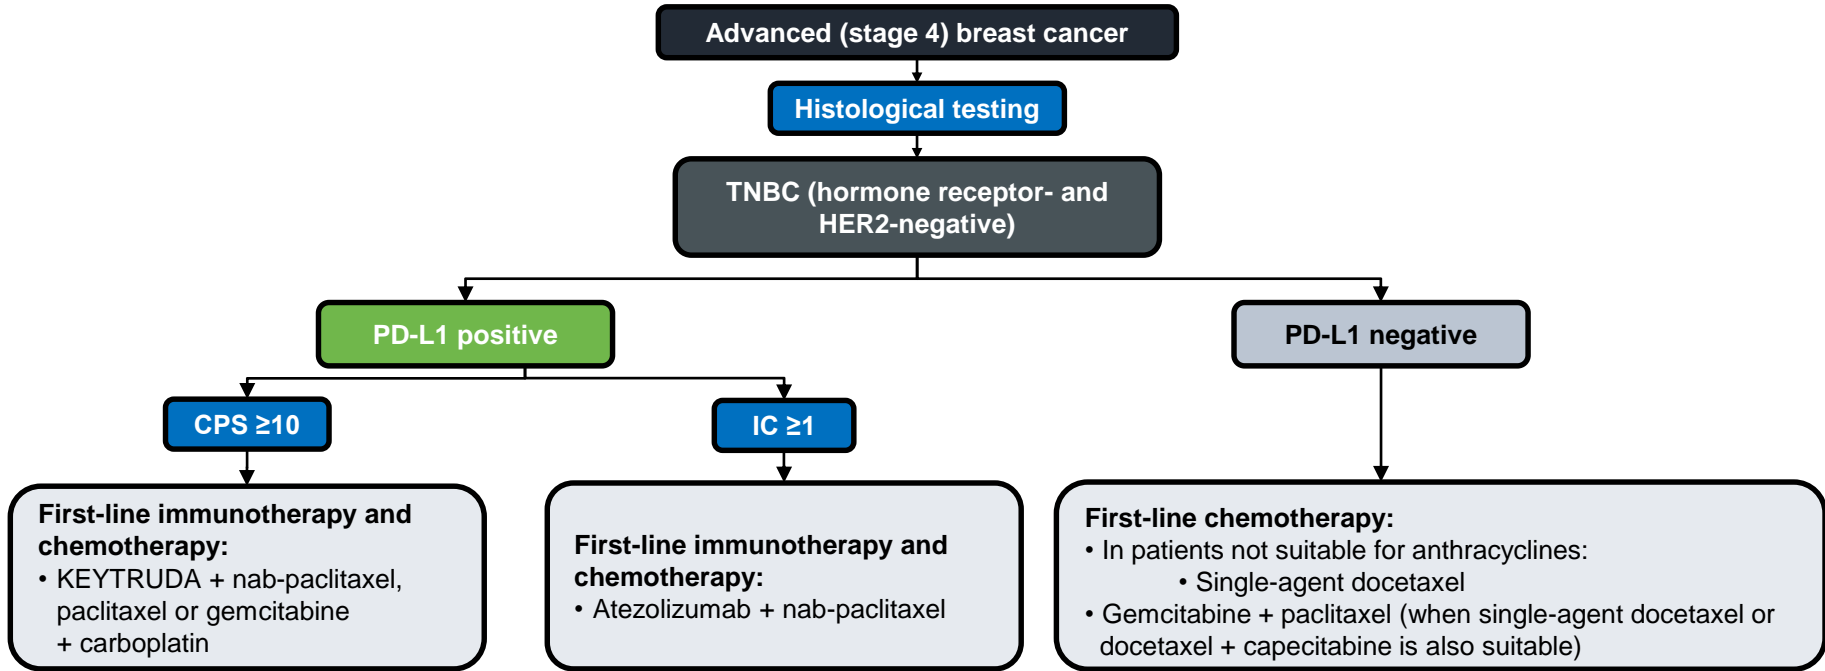 Advanced (stage 4) breast cancer
Histological testing
TNBC (hormone receptor- and
HER2-negative)
PD-L1 positive
PD-L1 negative
CPS ≥10
IC ≥1
First-line immunotherapy and
chemotherapy:
• KEYTRUDA + nab-paclitaxel,
paclitaxel or gemcitabine
+ carboplatin
First-line immunotherapy and
chemotherapy:
• Atezolizumab + nab-paclitaxel
First-line chemotherapy:
• In patients not suitable for anthracyclines:
• Single-agent docetaxel
• Gemcitabine + paclitaxel (when single-agent docetaxel or
docetaxel + capecitabine is also suitable)